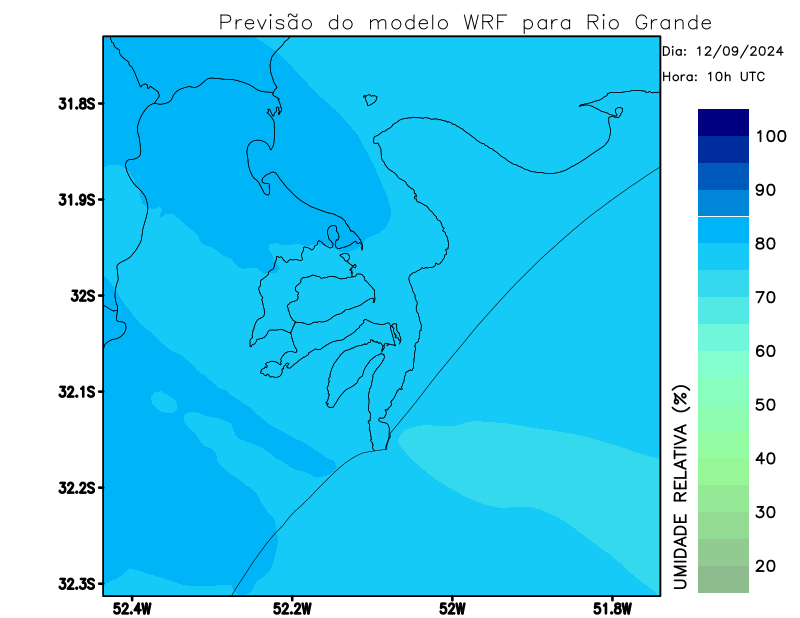 Previsão do modelo WRF para Rio Grande
Dia: 12/09/2024
Hora: 10h UTC
31.8S
31.9S
32S
32.1S
32.2S
32.3S
52.4W
52.2W
52W
51.8W
100
90
80
70
60
50
40
30
20
UMIDADE RELATIVA (%)